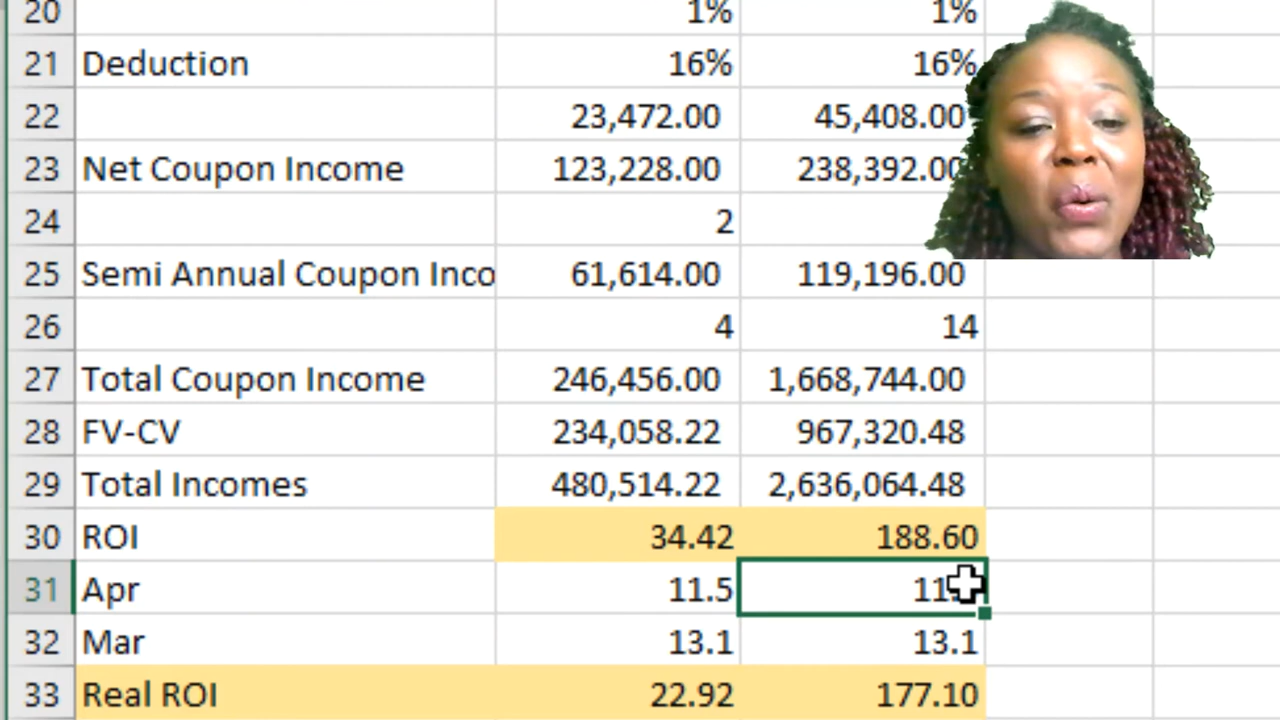 20 1% 1%
21 Deduction 16% 16%
22 23,472.00 45,408.00
23 Net Coupon Income 123,228.00 238,392.00
24 2
25 Semi Annual Coupon Inco 61,614.00 119,196.00
26 4 14
27 Total Coupon Income 246,456.00 1,668,744.00
28 FV-CV 234,058.22 967,320.48
29 Total Incomes 480,514.22 2,636,064.48
30 ROI 34.42 188.60
31 Apr 11.5 11.
32 Mar 13.1 13.1
33 Real ROI 22.92 177.10